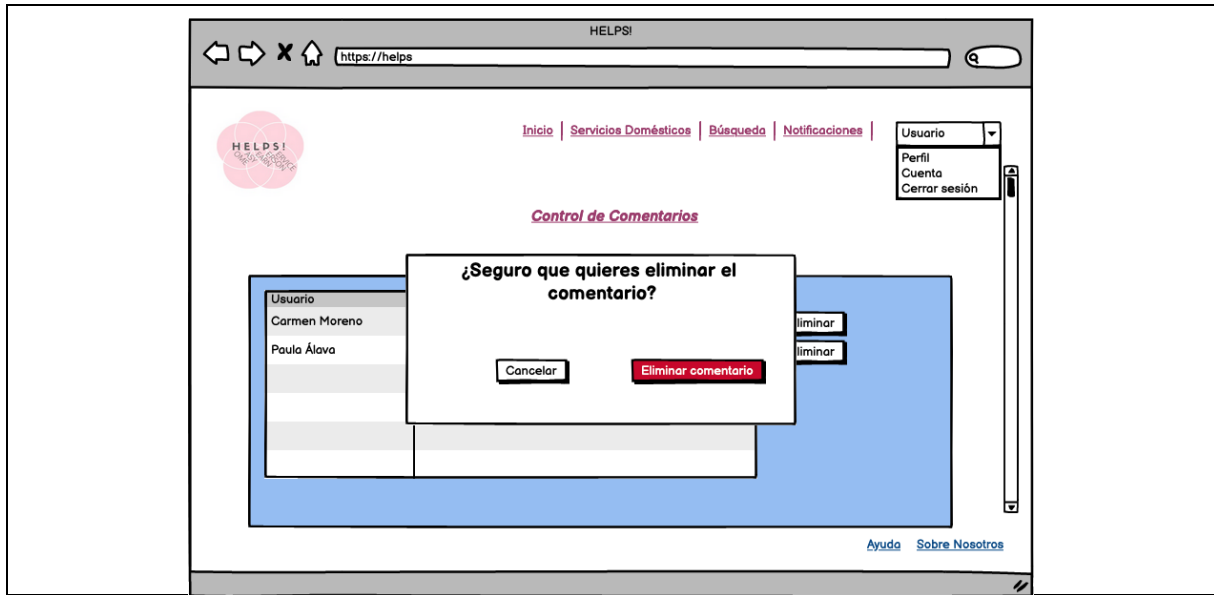 HELPS!
https://helps
Inicio Servicios Domésticos Búsqueda Notificaciones
Usuario
Perfil
Cuenta
Cerrar sesión
HELPS!
Control de Comentarios
¿Seguro que quieres eliminar el
comentario?
Cancelar Eliminar comentario
Usuario
Carmen Moreno
liminar
Paula Álava
liminar
Ayuda Sobre Nosotros